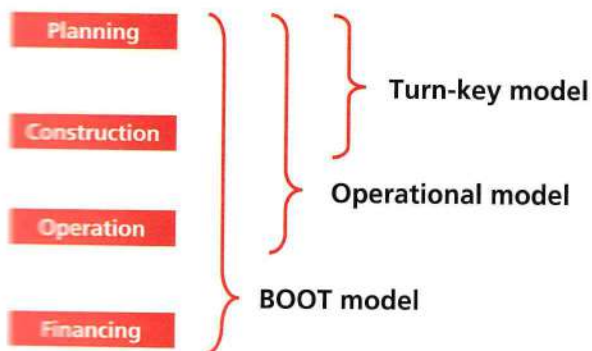 Planning
Turn-key model
Construction
Operational model
Operation
BOOT model
Financing